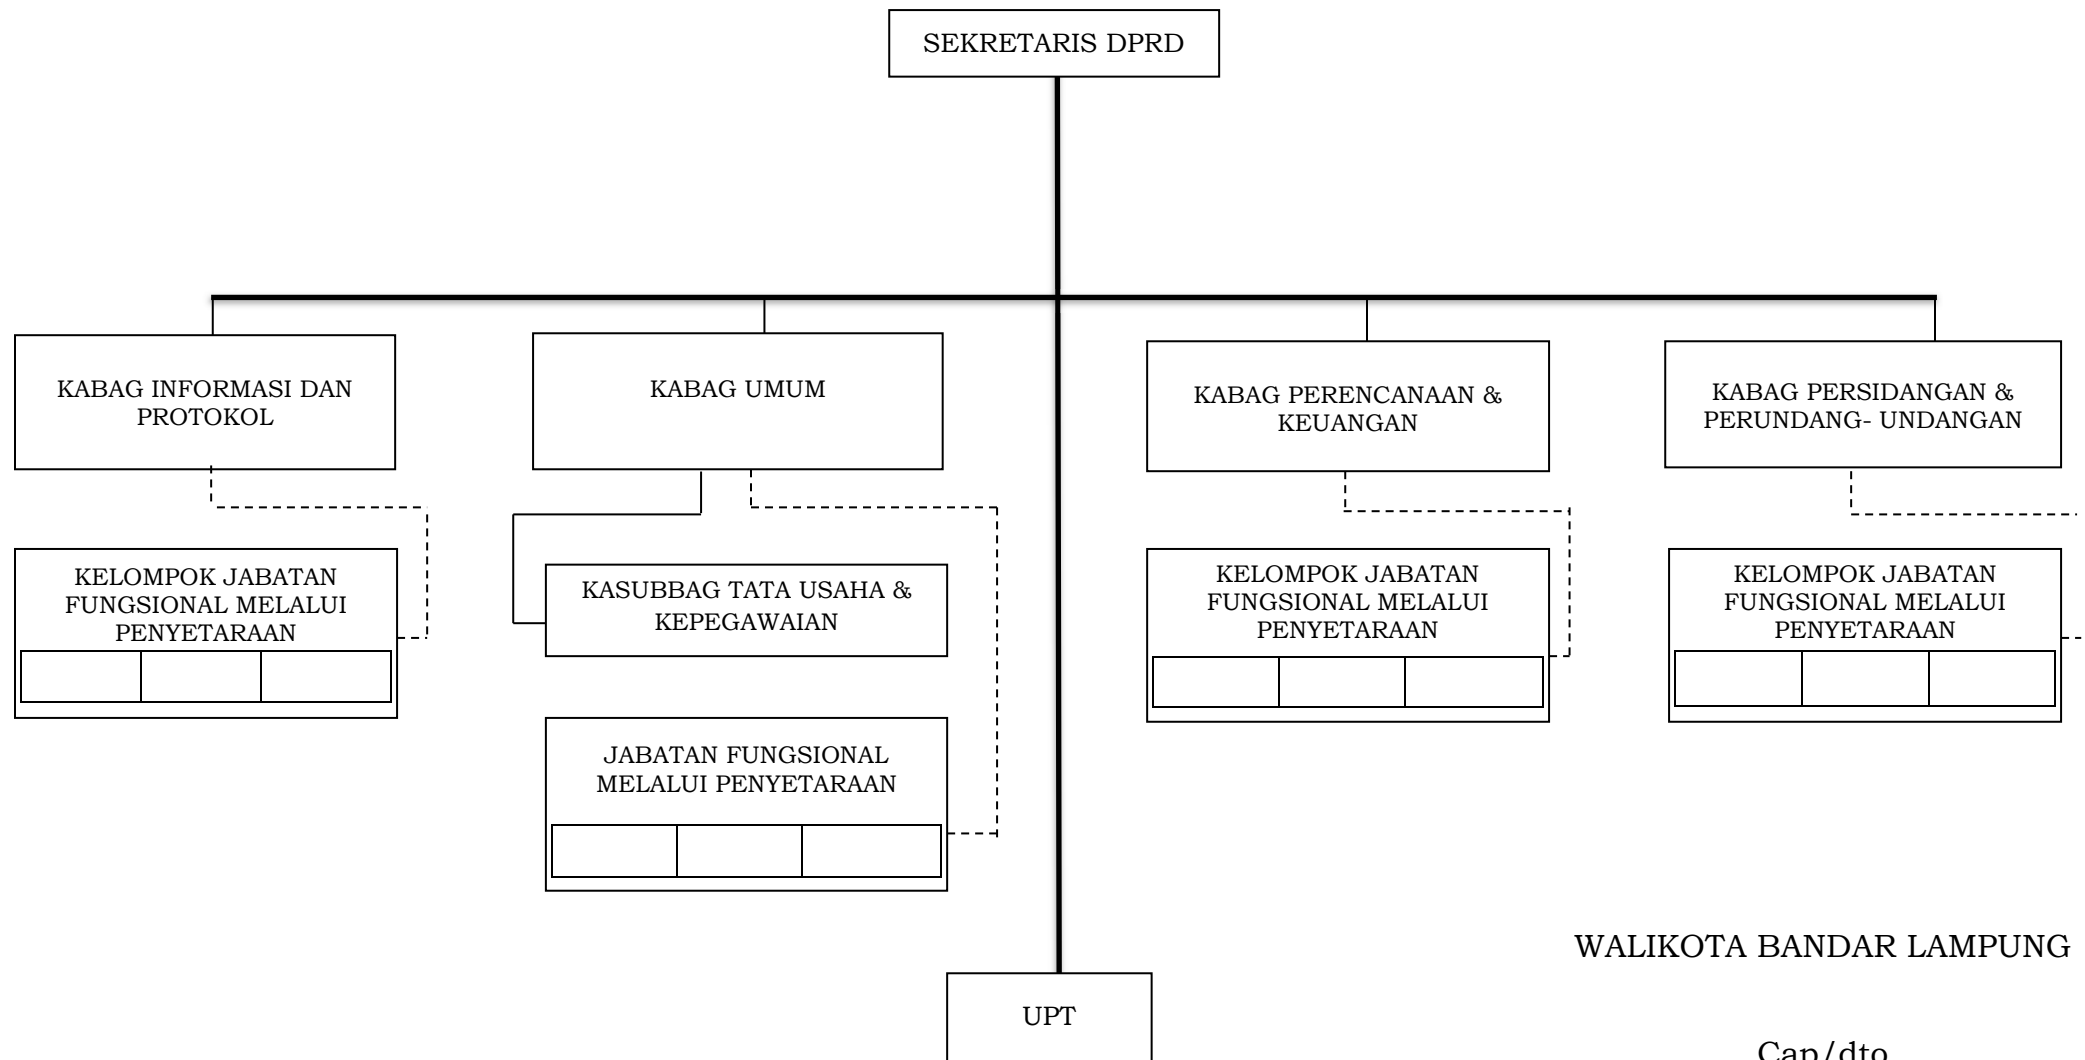 SEKRETARIS DPRD
KABAG INFORMASI DAN
PROTOKOL
KABAG UMUM
KABAG PERENCANAAN &
KEUANGAN
KABAG PERSIDANGAN &
PERUNDANG- UNDANGAN
KELOMPOK JABATAN
FUNGSIONAL MELALUI
PENYETARAAN
KASUBBAG TATA USAHA &
KEPEGAWAIAN
KELOMPOK JABATAN
FUNGSIONAL MELALUI
PENYETARAAN
KELOMPOK JABATAN
FUNGSIONAL MELALUI
PENYETARAAN
JABATAN FUNGSIONAL
MELALUI PENYETARAAN
WALIKOTA BANDAR LAMPUNG
UPT
Cap/dto